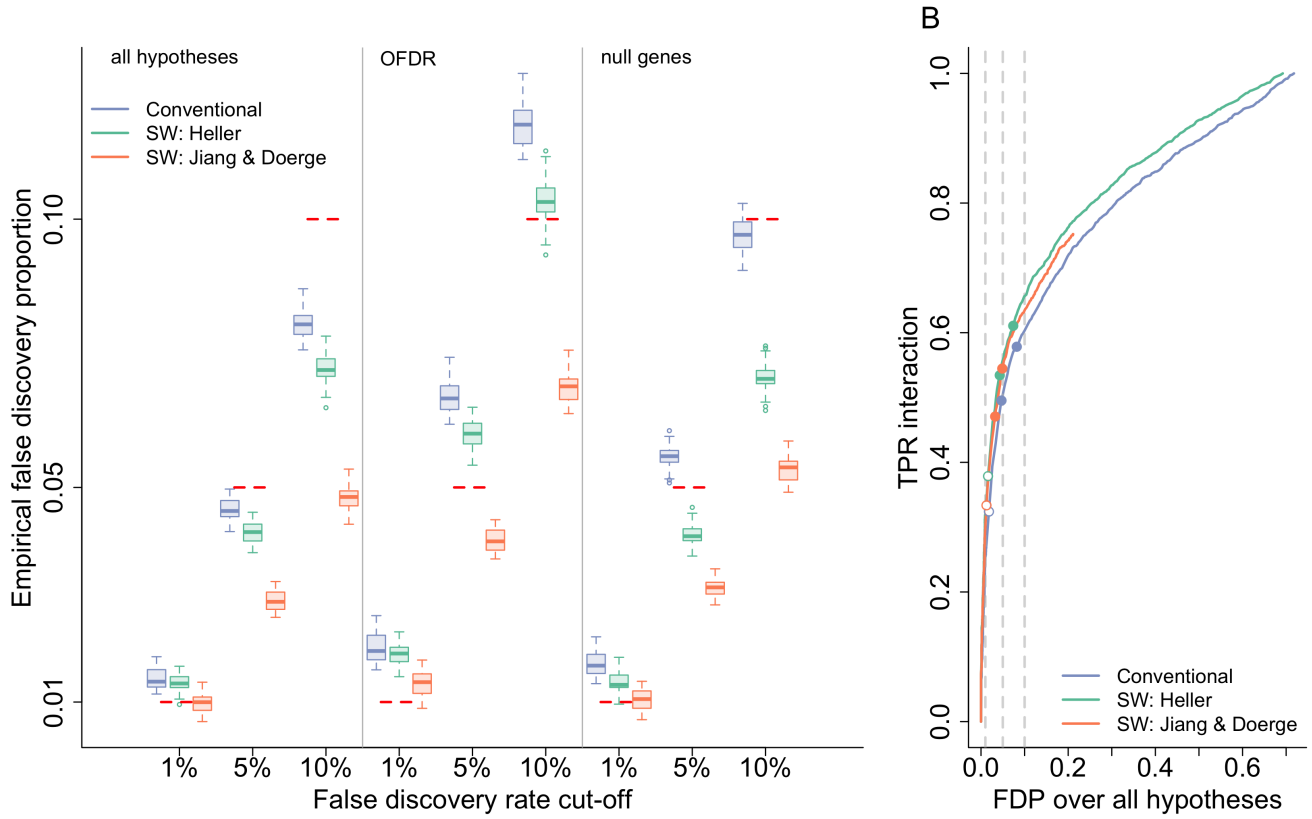 B
all hypotheses
OFDR
null genes
Conventional
SW: Heller
SW: Jiang & Doerge
Empirical false discovery proportion
0.10
0.05
0.01
1% 5% 10% 1% 5% 10% 1% 5% 10%
False discovery rate cut-off
TPR interaction
1.0
0.8
0.6
0.4
0.2
0.0
Conventional
SW: Heller
SW: Jiang & Doerge
0.0 0.2 0.4 0.6
FDP over all hypotheses